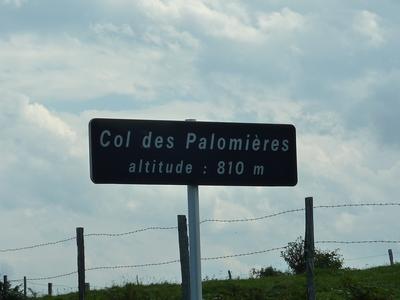 Col des Palomières
altitude : 810 m